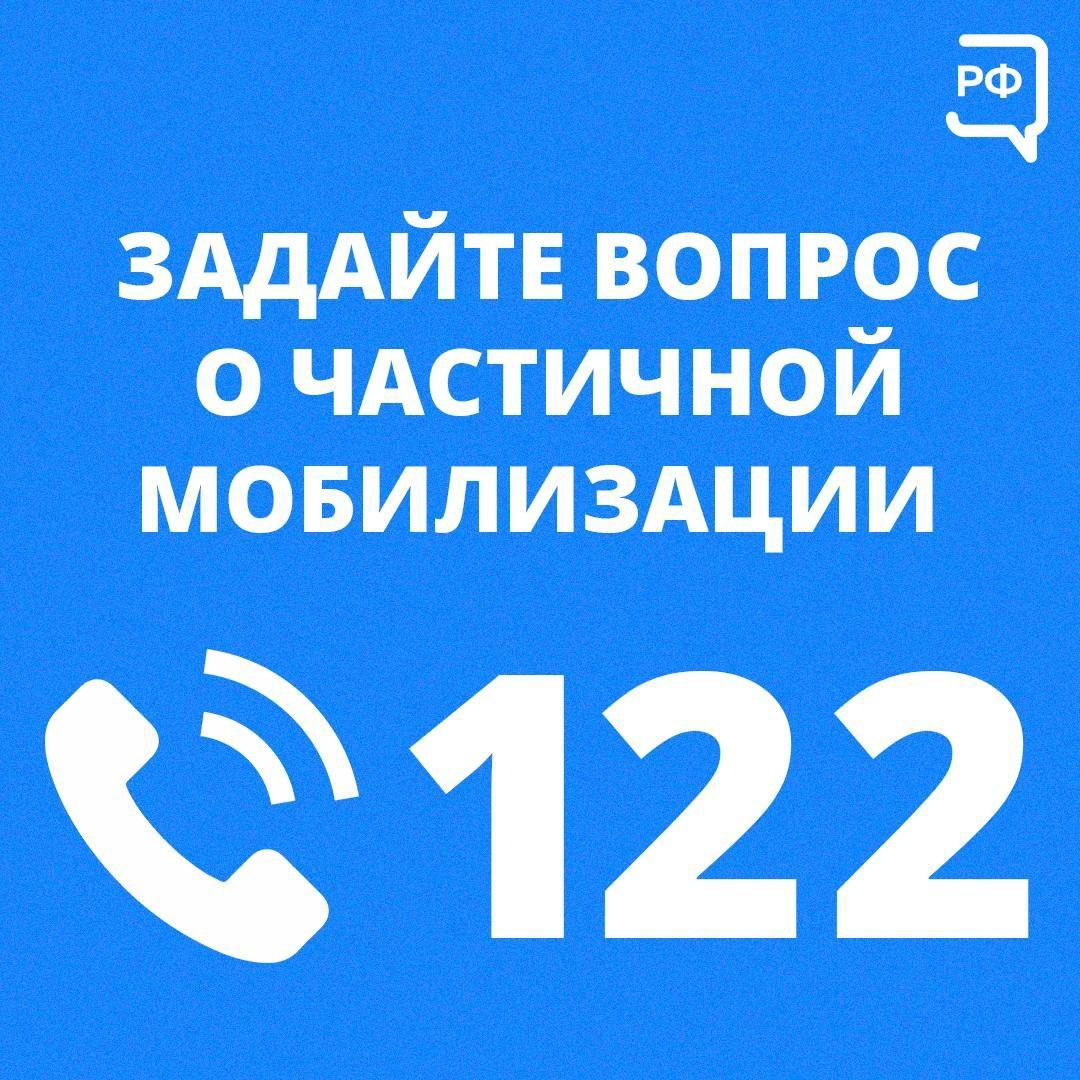 РФ
ЗАДАЙТЕ ВОПРОС
О ЧАСТИЧНОЙ
МОБИЛИЗАЦИИ
122